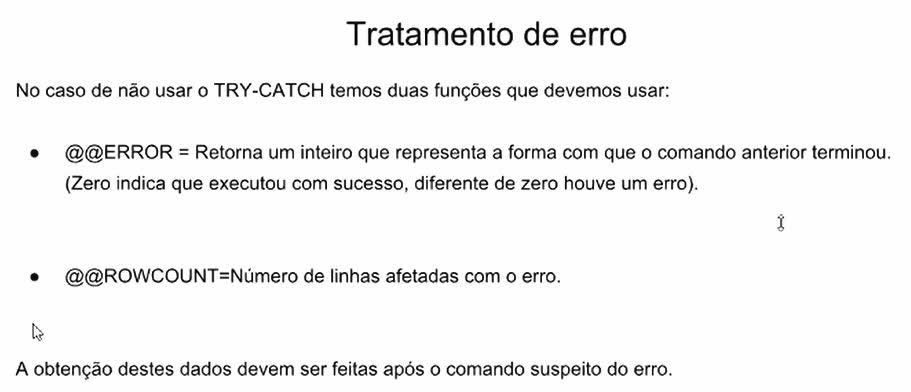 Tratamento de erro
No caso de não usar o TRY-CATCH temos duas funções que devemos usar:
● @@ERROR = Retorna um inteiro que representa a forma com que o comando anterior terminou.
(Zero indica que executou com sucesso, diferente de zero houve um erro).
● @@ROWCOUNT=Número de linhas afetadas com o erro.
A obtenção destes dados devem ser feitas após o comando suspeito do erro.